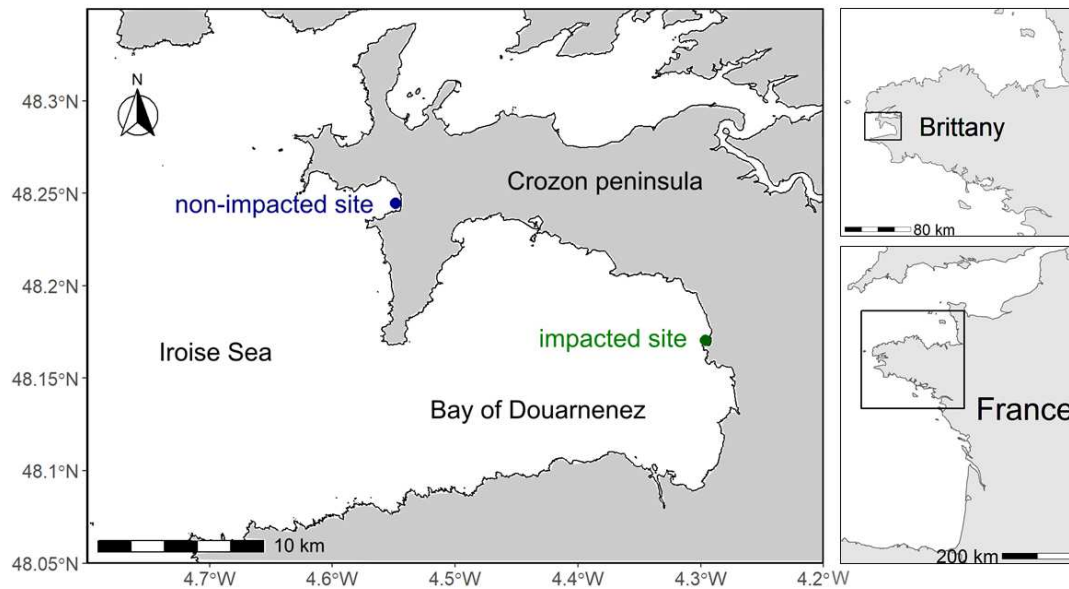 N
48.3°N
48.25°N
48.2°N
48.15°N
48.1°N
48.05°N
Crozon peninsula
non-impacted site
impacted site
Iroise Sea
Bay of Douarnenez
10 km
4.7°W
4.6°W
4.5°W
4.4°W
4.3°W
4.2°W
Brittany
80 km
France
200 km